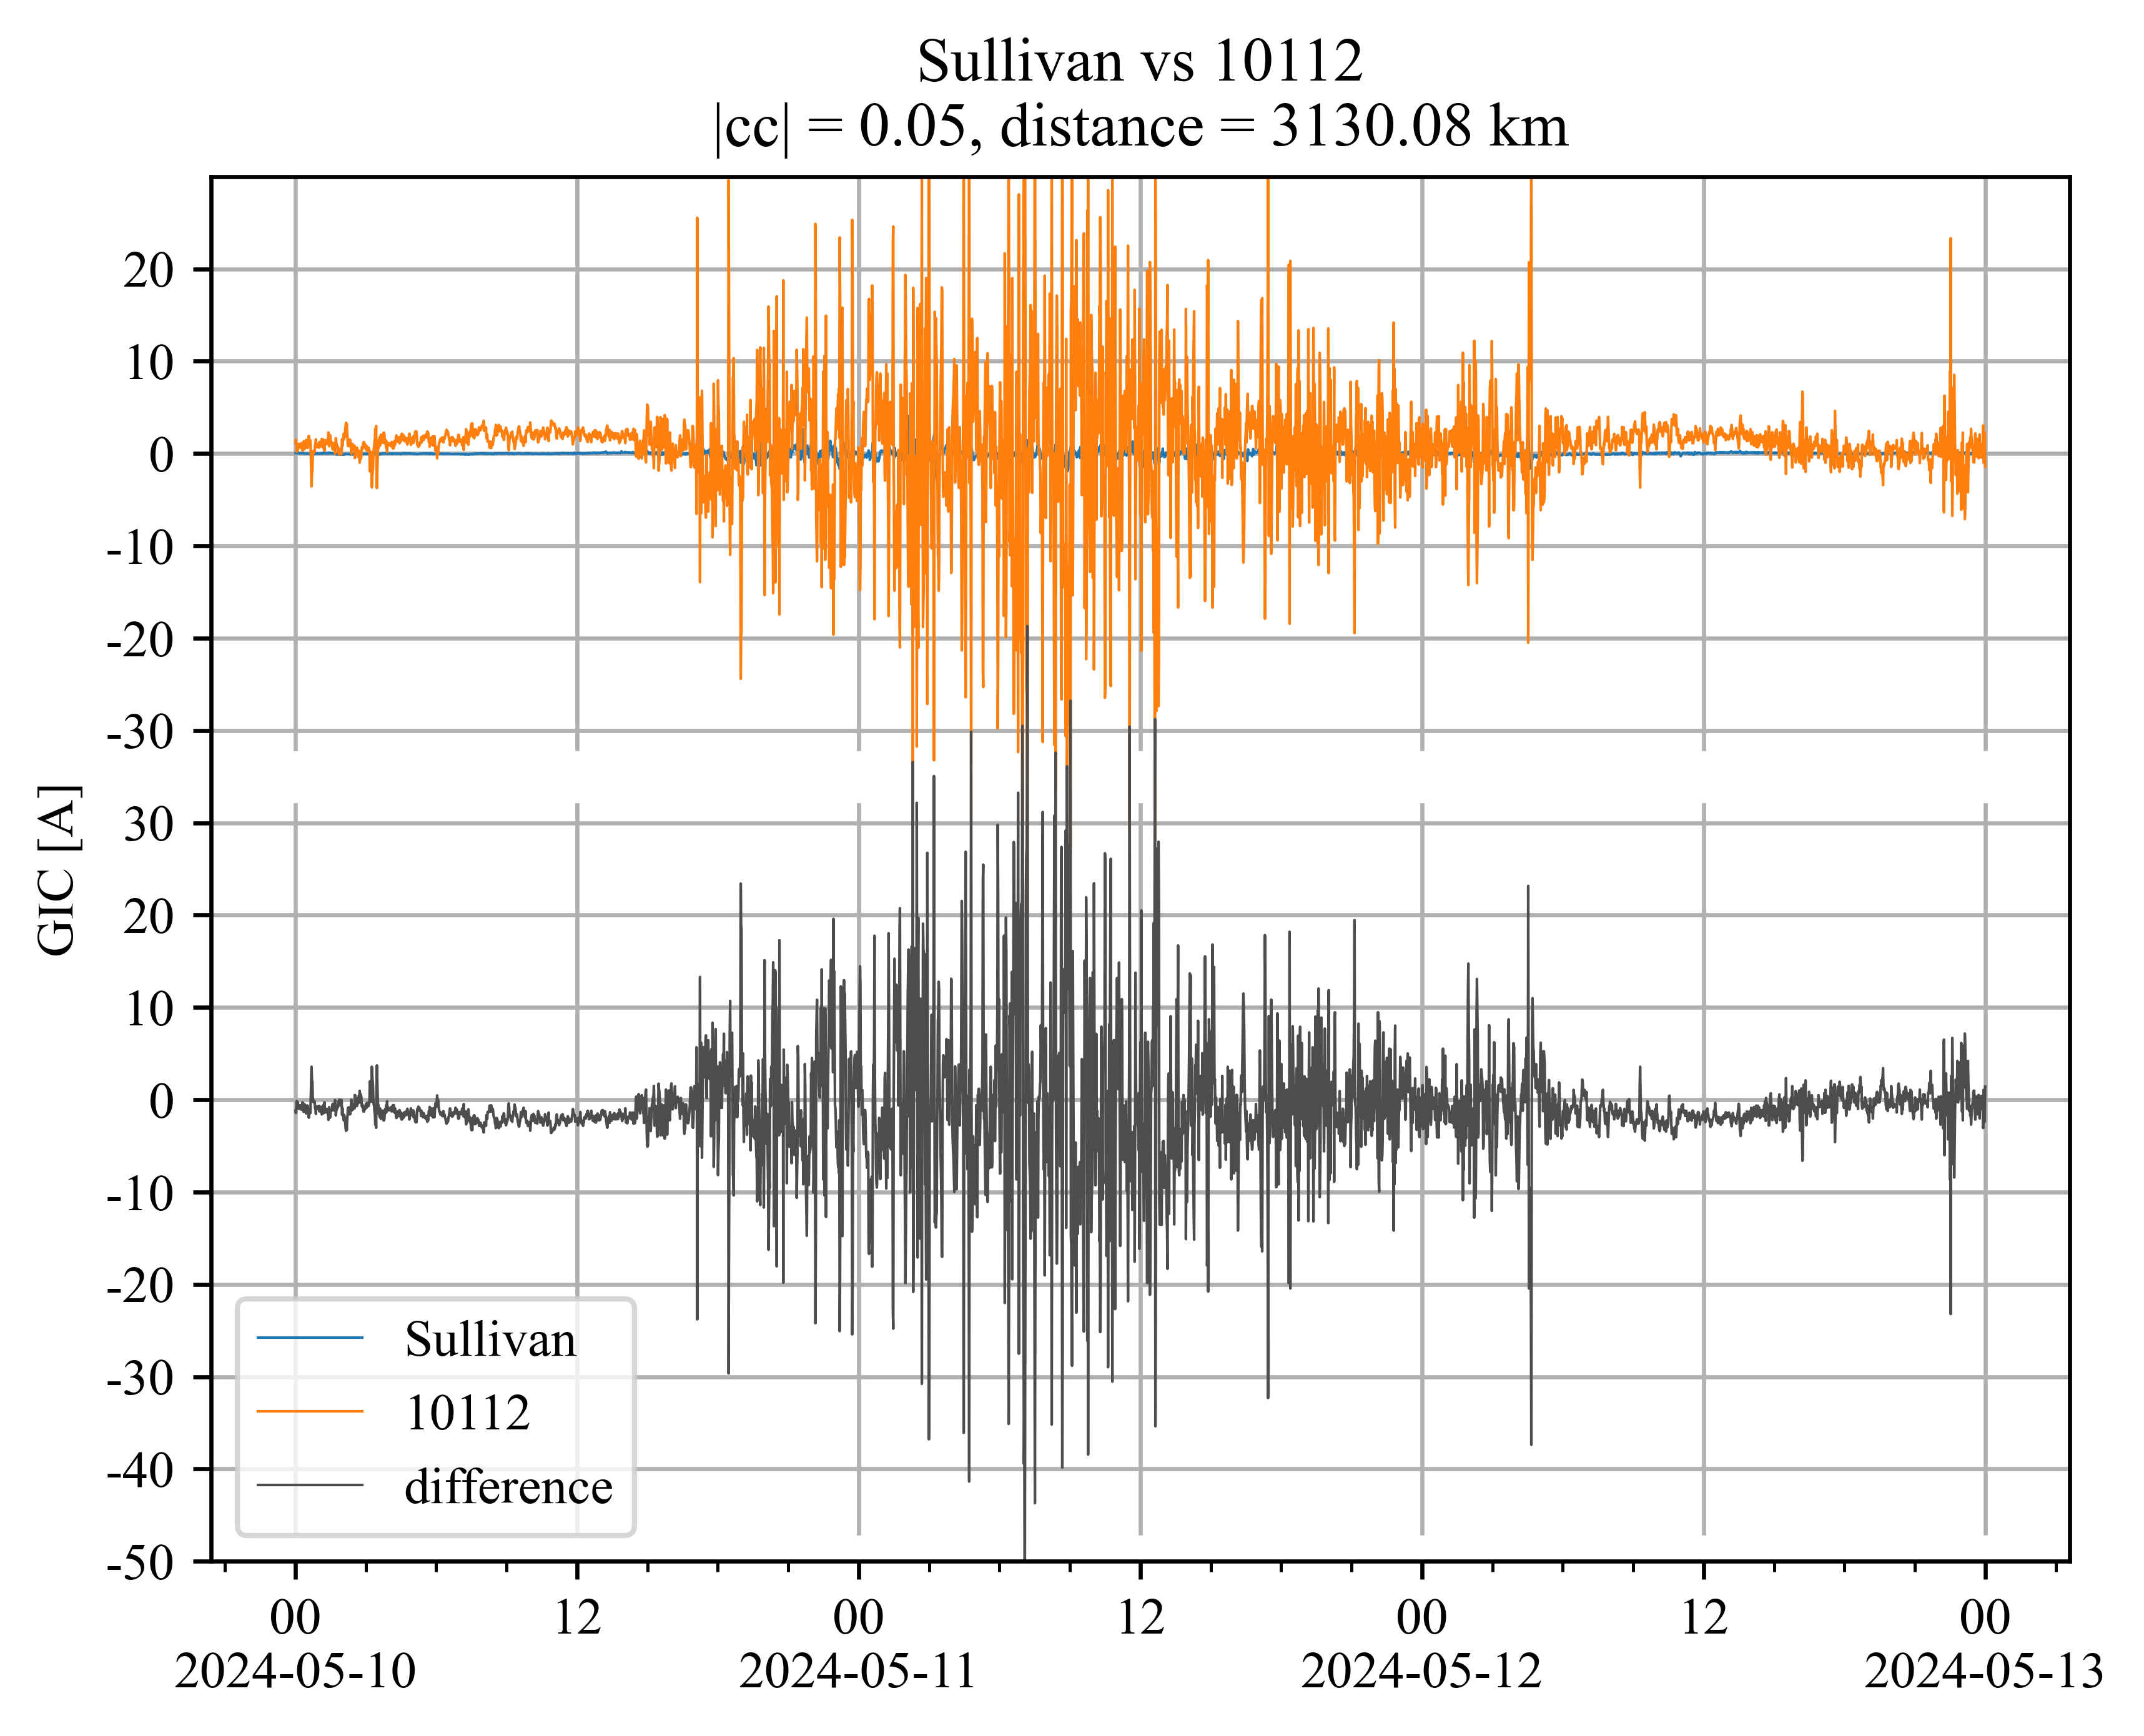 Sullivan vs 10112
|cc| = 0.05, distance = 3130.08 km
GIC [A]
20
10
0
-10
-20
-30
30
20
10
0
-10
-20
-30
-40
-50
Sullivan
10112
difference
00 12 00 12 00 12 00
2024-05-10 2024-05-11 2024-05-12 2024-05-13